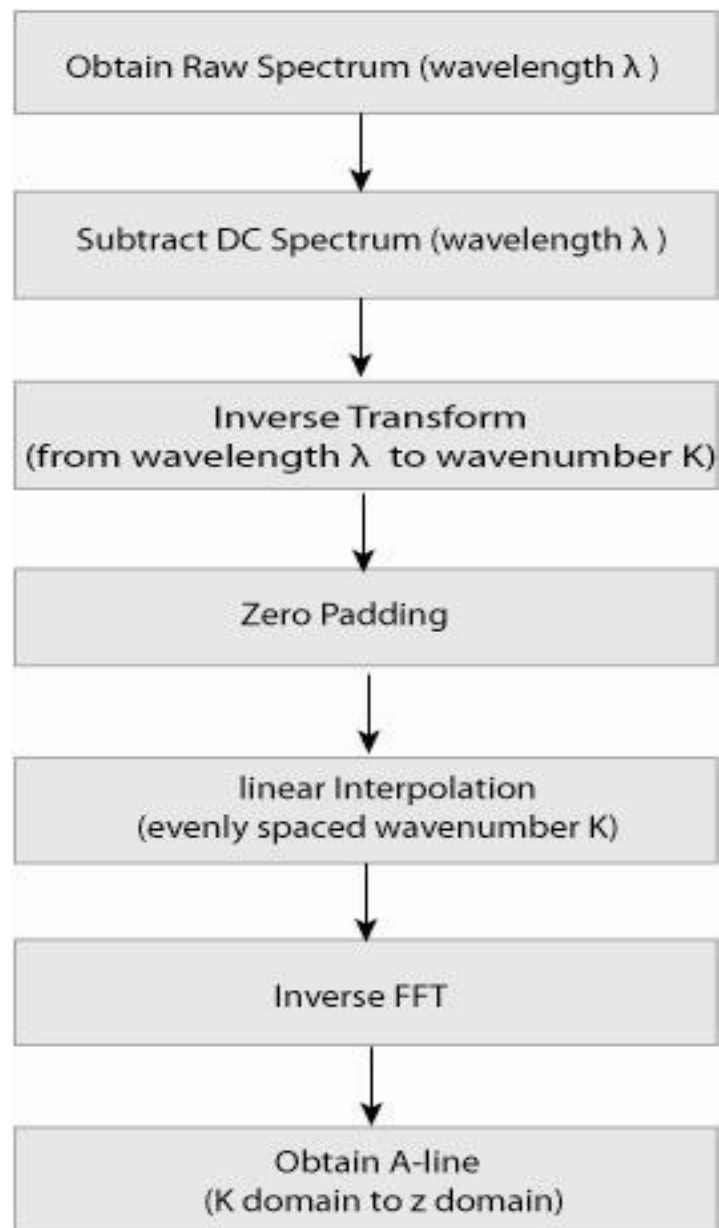 Obtain Raw Spectrum (wavelength λ )
Subtract DC Spectrum (wavelength λ )
Inverse Transform
(from wavelength λ to wavenumber K)
Zero Padding
linear Interpolation
(evenly spaced wavenumber K)
Inverse FFT
Obtain A-line
(K domain to z domain)